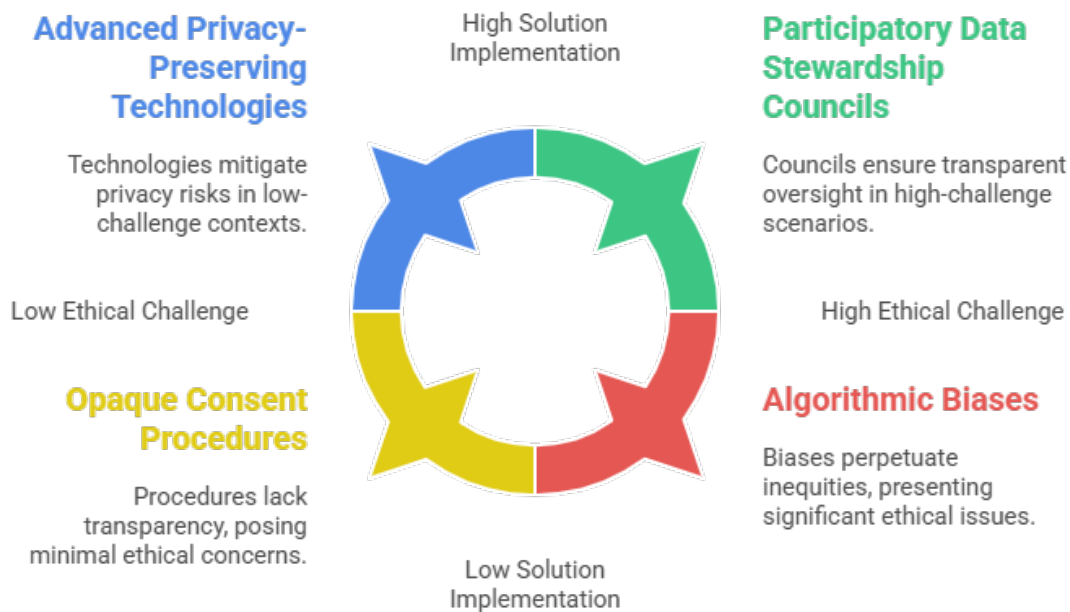 Advanced Privacy-
Preserving
Technologies
Technologies mitigate
privacy risks in low-
challenge contexts.
High Solution
Implementation
Participatory Data
Stewardship
Councils
Councils ensure transparent
oversight in high-challenge
scenarios.
Low Ethical Challenge
High Ethical Challenge
Opaque Consent
Procedures
Procedures lack
transparency, posing
minimal ethical concerns.
Algorithmic Biases
Biases perpetuate
inequities, presenting
significant ethical issues.
Low Solution
Implementation